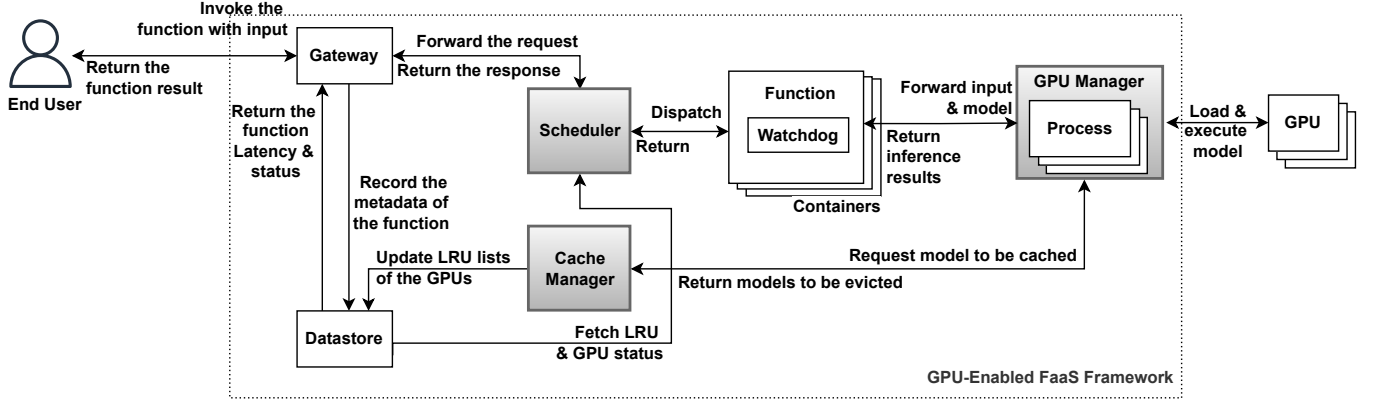 Invoke the
function with input
Return the
function result
End User
Gateway
Forward the request
Return the response
Return the
function
Latency &
status
Record the
metadata of
the function
Scheduler
Dispatch
Return
Function
Watchdog
Containers
Forward input
& model
Return
inference
results
GPU Manager
Process
Load &
execute
model
GPU
Cache
Manager
Update LRU lists
of the GPUs
Request model to be cached
Return models to be evicted
Datastore
Fetch LRU
& GPU status
GPU-Enabled FaaS Framework